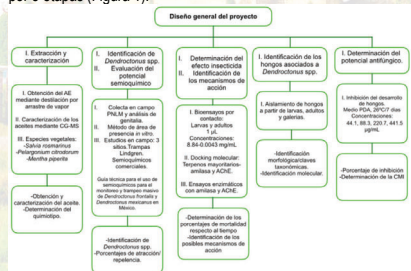 por 5 etapas (Figura 1).
Diseño general del proyecto
I. Extracción y
caracterización
I. Obtención del AE
mediante destilación por
arrastre de vapor
II. Caracterización de los
aceites mediante CG-MS
III. Especies vegetales:
-Salvia rosmarinus
-Pelargonium citrodorum
-Mentha piperita
-Obtención y
caracterización del aceite.
-Determinación del
quimiotipo.
I. Identificación de
Dendroctonus spp.
II. Evaluación del
potencial
semioquímico
I. Colecta en campo
PNLM y análisis de
genitalia.
II. Método de área de
presencia in vitro.
III. Estudios en campo: 3
sitios.Trampas
Lindgren.
Semioquímicos
comerciales.
Guía técnica para el uso de
semioquímicos para el
monitoreo y trampeo masivo
de Dendroctonus frontalis y
Dendroctonus mexicanus en
México.
-Identificación de
Dendroctonus spp.
-Porcentajes de atracción/
repelencia.
I. Determinación del
efecto insecticida
II. Identificación de
los mecanismos de
acción
I. Bioensayos por
contacto:
Larvas y adultos
1 µL
Concentraciones:
8.84-0.0043 mg/mL
II. Docking molecular:
Terpenos mayoritarios-
amilasa y AChE.
III. Ensayos enzimáticos
con amilasa y AChE.
-Determinación de los
porcentajes de mortalidad
respecto al tiempo
-Identificación de los
posibles mecanismos de
acción
I. Identificación de los
hongos asociados a
Dendroctonus spp.
I. Aislamiento de hongos
a partir de larvas, adultos
y galerías.
-Identificación
morfológica/claves
taxonómicas.
-Identificación molecular.
I. Determinación del
potencial antifúngico.
I. Inhibición del
desarrollo de hongos.
Medio PDA, 28°C/7 días
Concentraciones:
44.1, 88.3, 220.7, 441.5
µg/mL
-Porcentaje de inhibición
-Determinación de la CMI